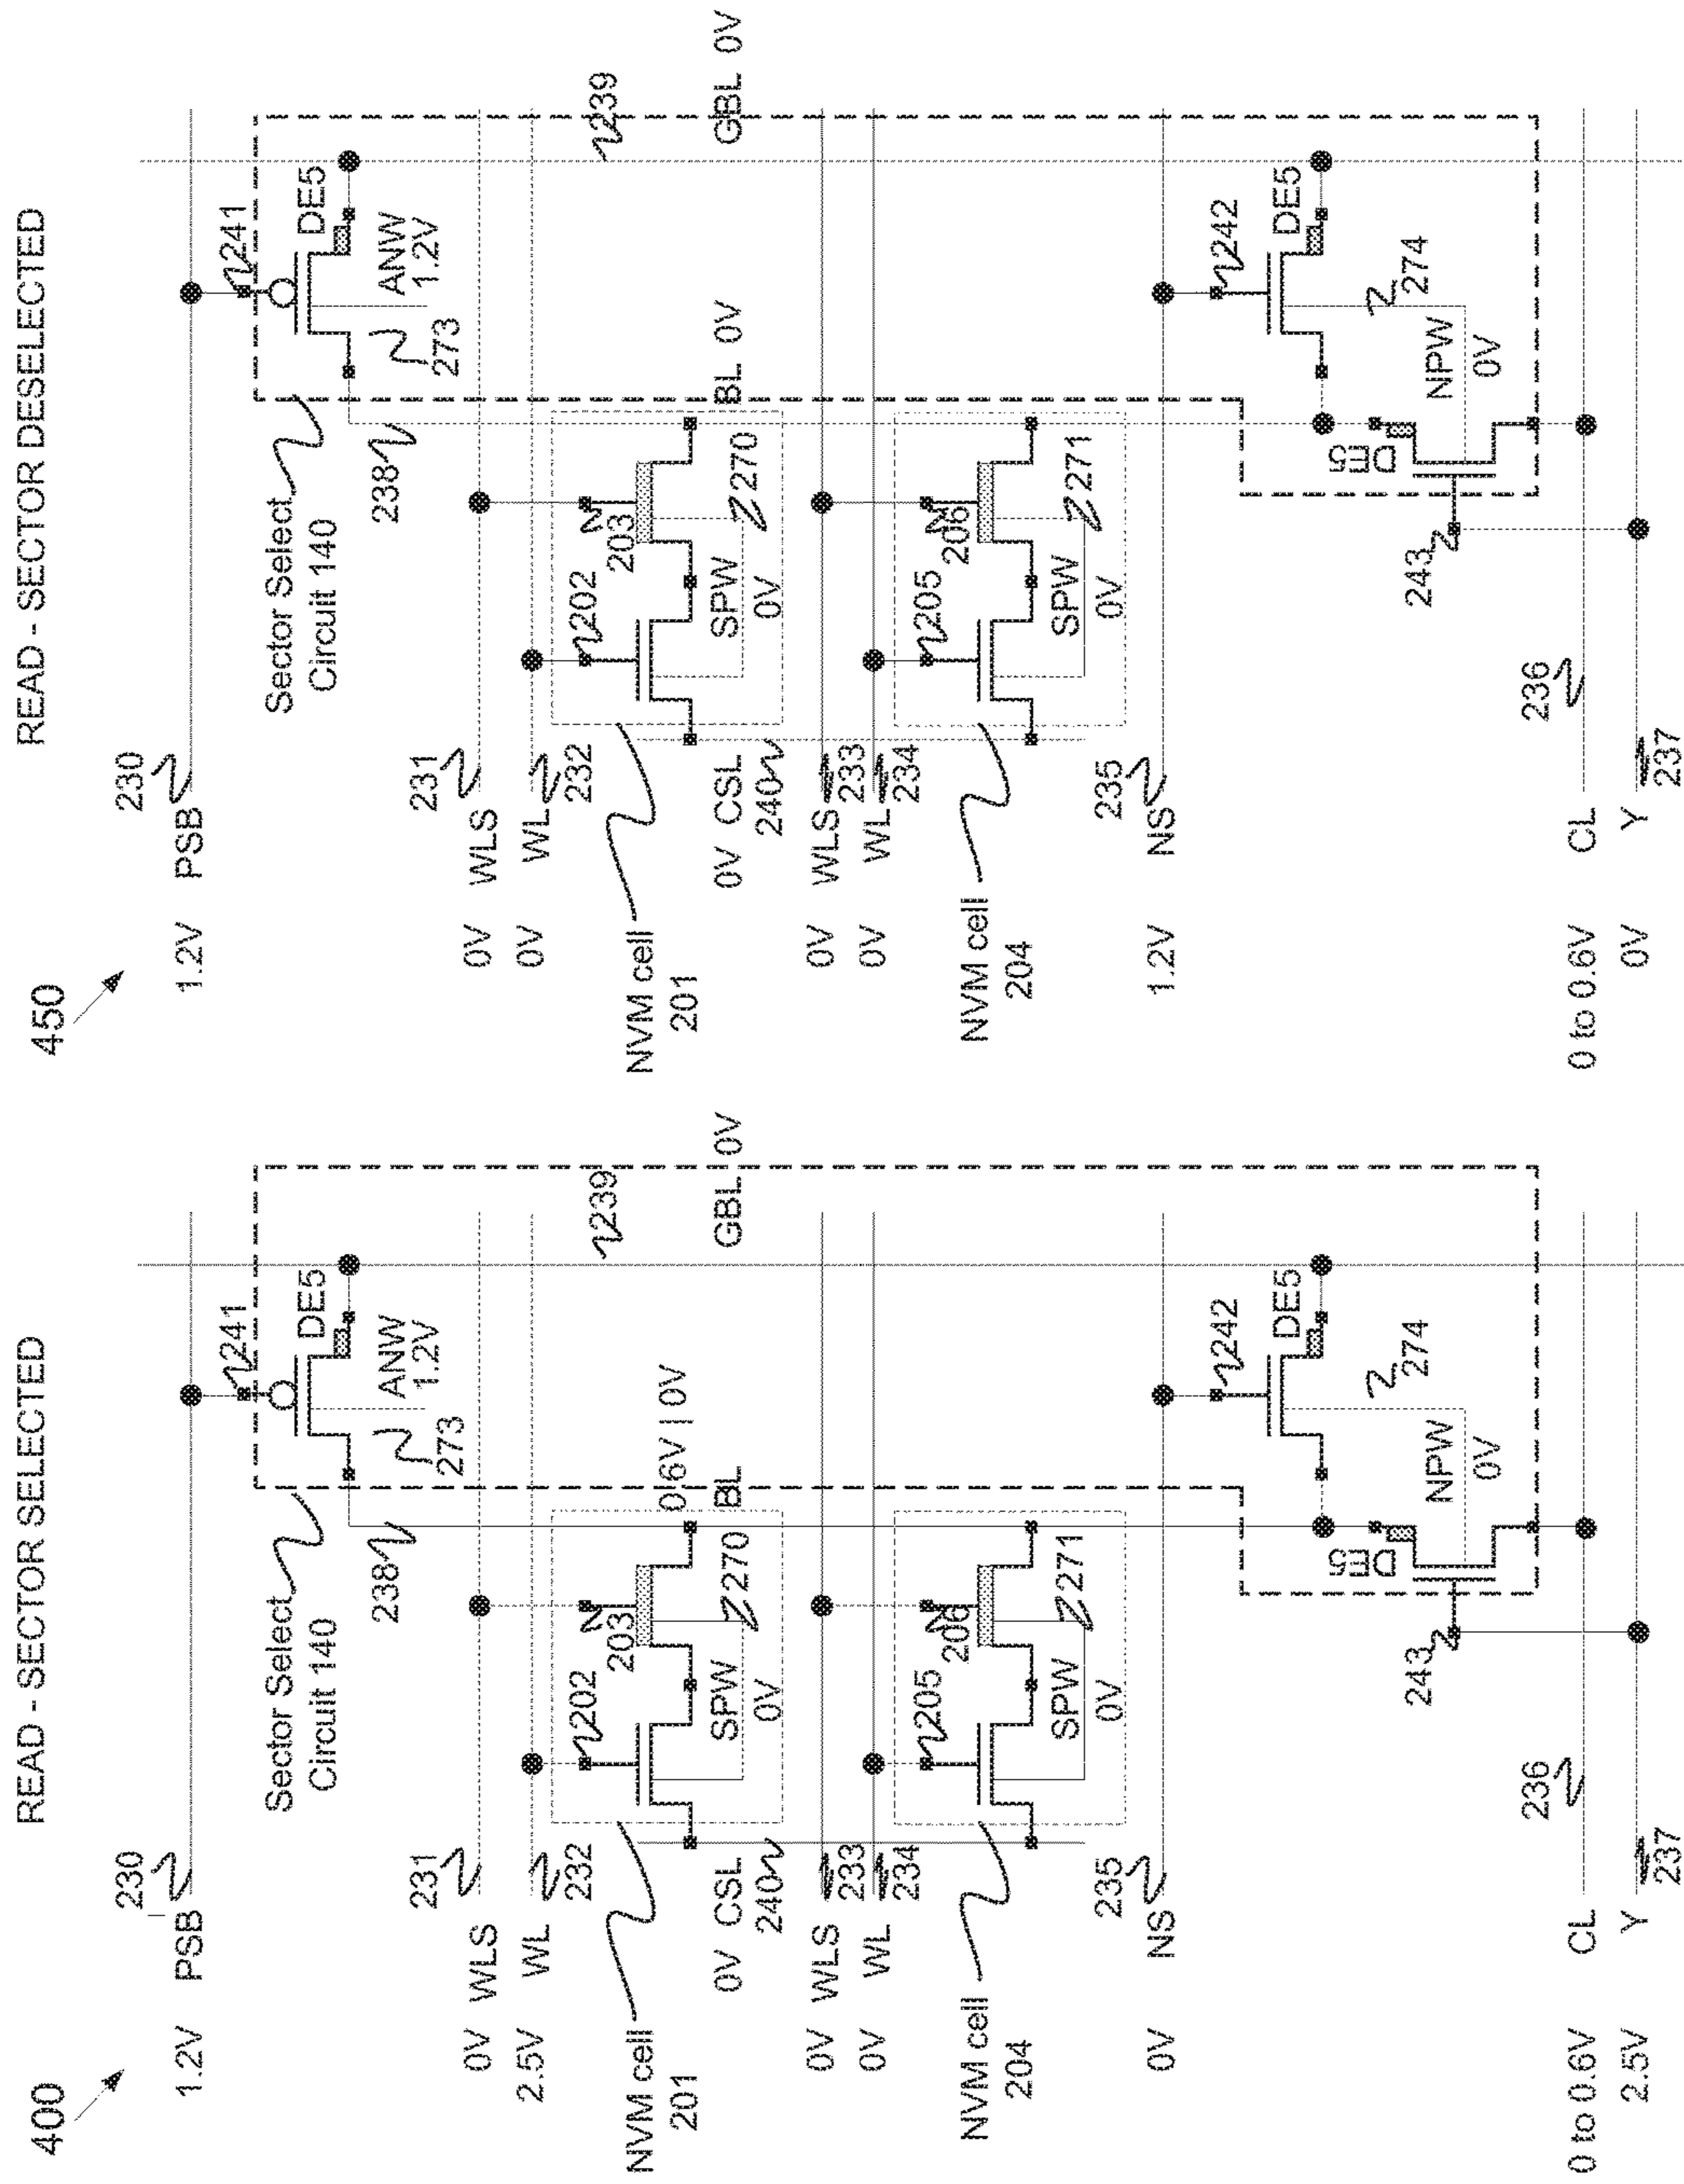 READ - SECTOR SELECTED
400
230
1.2V PSB
Sector Select
Circuit 140
241
DE5
ANW
1.2V
273
238
239
231
0V WLS
2.5V WL
232
202
203
0.6V | 0V
BL
GBL 0V
SPW
0V
270
NVM cell
201
0V CSL
240
0V WLS
233
0V WL
234
205
206
SPW
0V
271
NVM cell
204
235
0V NS
242
DE5
274
NPW
0V
DE5
243
236
0 to 0.6V CL
2.5V Y
237
READ - SECTOR DESELECTED
450
230
1.2V PSB
Sector Select
Circuit 140
241
DE5
ANW
1.2V
273
238
239
231
0V WLS
0V WL
232
202
203
BL 0V
GBL 0V
SPW
0V
270
NVM cell
201
0V CSL
240
0V WLS
233
0V WL
234
205
206
SPW
0V
271
NVM cell
204
235
1.2V NS
242
DE5
274
NPW
0V
DE5
243
236
0 to 0.6V CL
0V Y
237